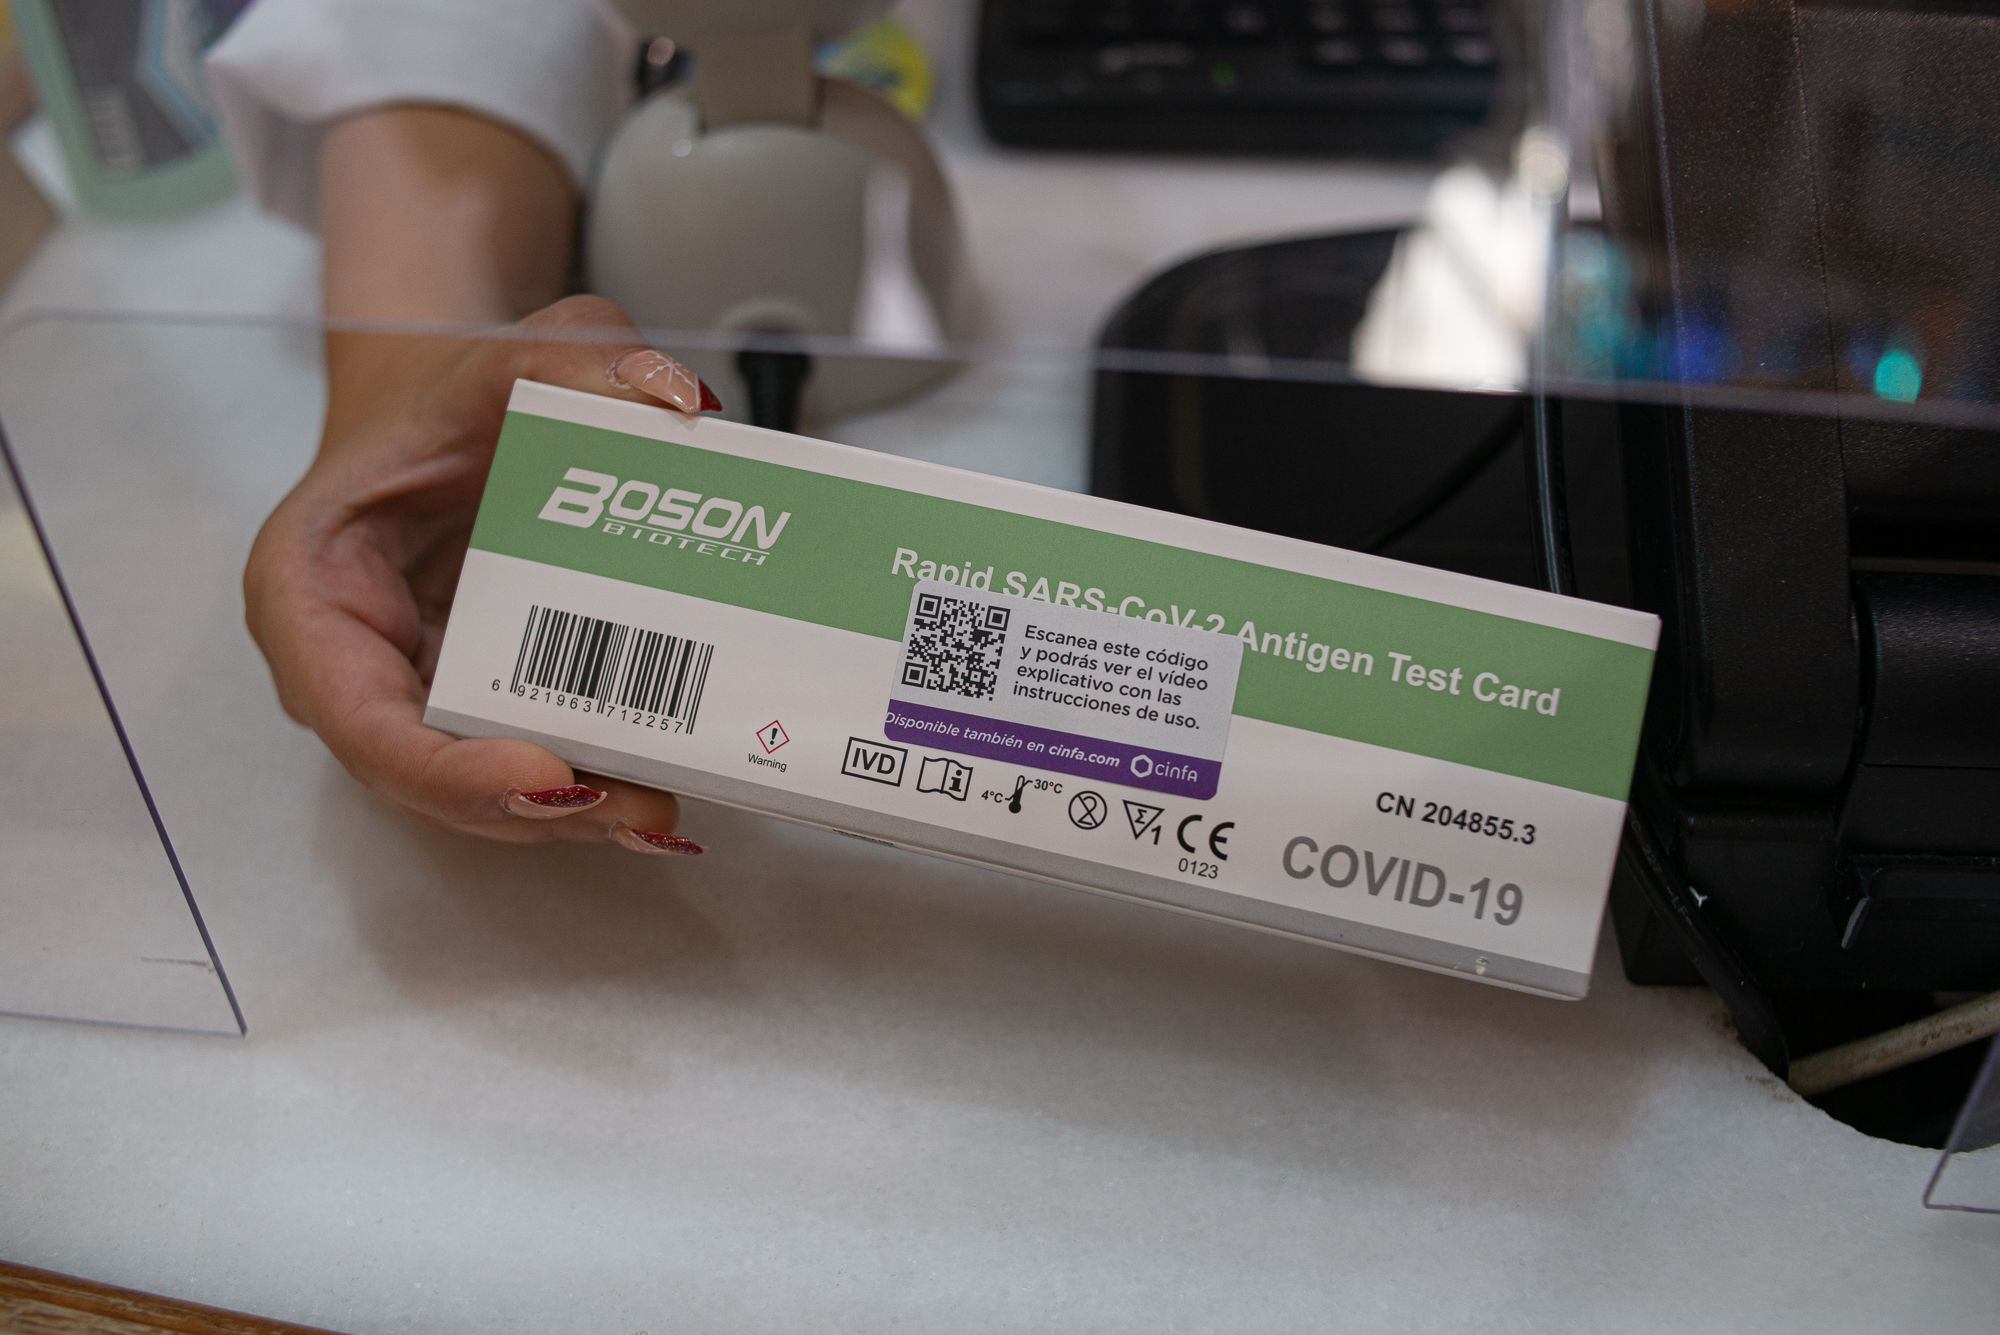 BOSON
BIOTECH
Rapid SARS-CoV-2 Antigen Test Card
Escanea este código
y podrás ver el vídeo
explicativo con las
instrucciones de uso.
Disponible también en cinfa.com cinfa
6 921963 712257
Warning
IVD
i
4°C 30°C
2
Σ
1
CE
0123
CN 204855.3
COVID-19